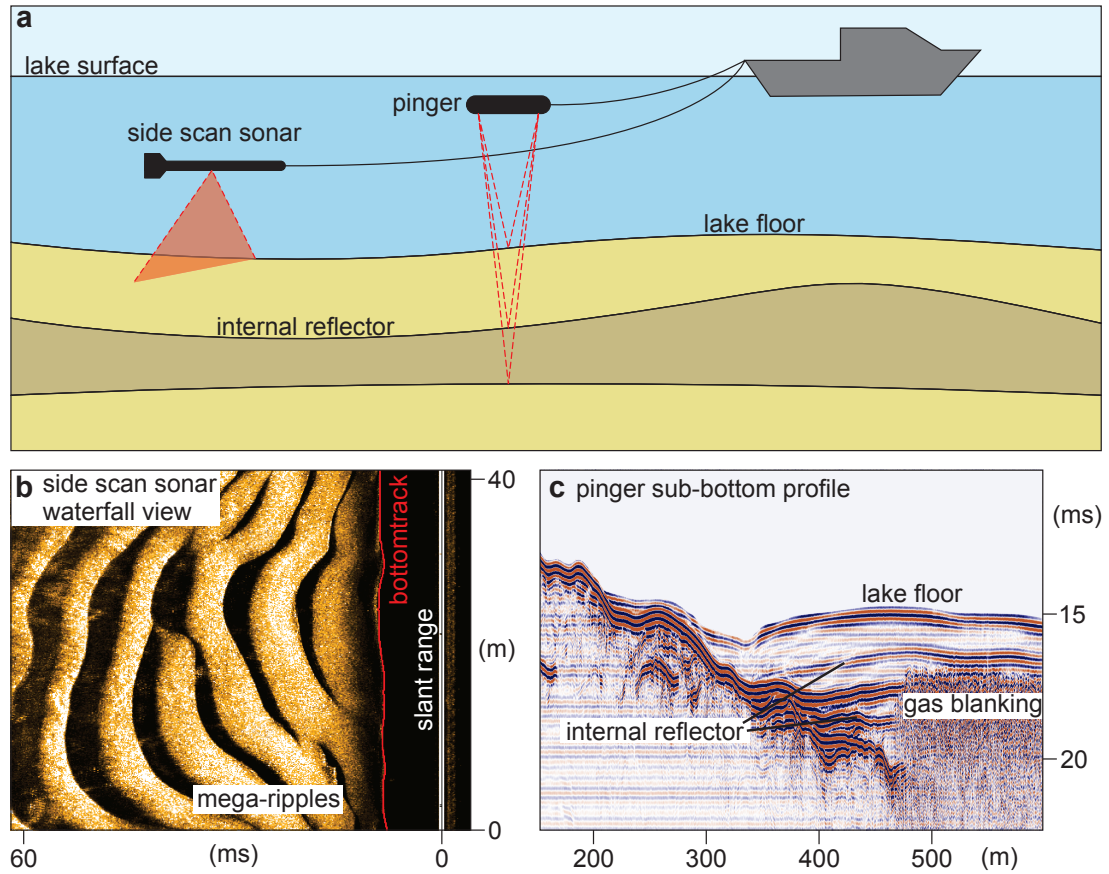 a
lake surface
pinger
side scan sonar
lake floor
internal reflector
b side scan sonar
waterfall view
bottomtrack
slant range
mega-ripples
40
(m)
0
60
(ms)
0
c pinger sub-bottom profile
(ms)
lake floor
15
gas blanking
internal reflector
20
200
300
400
500
(m)